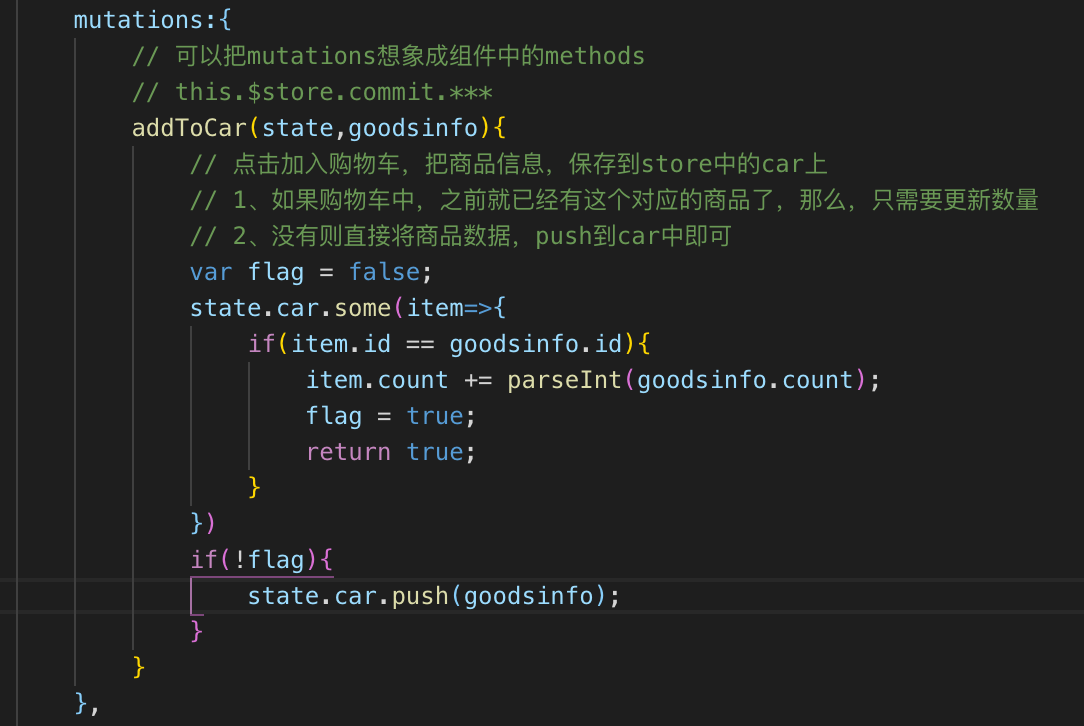 mutations:{
// 可以把mutations想象成组件中的methods
// this.$store.commit.***
addToCar(state,goodsinfo){
// 点击加入购物车，把商品信息，保存到store中的car上
// 1、如果购物车中，之前就已经有这个对应的商品了，那么，只需要更新数量
// 2、没有则直接将商品数据，push到car中即可
var flag = false;
state.car.some(item=>{
if(item.id == goodsinfo.id){
item.count += parseInt(goodsinfo.count);
flag = true;
return true;
}
})
if(!flag){
state.car.push(goodsinfo);
}
}
},